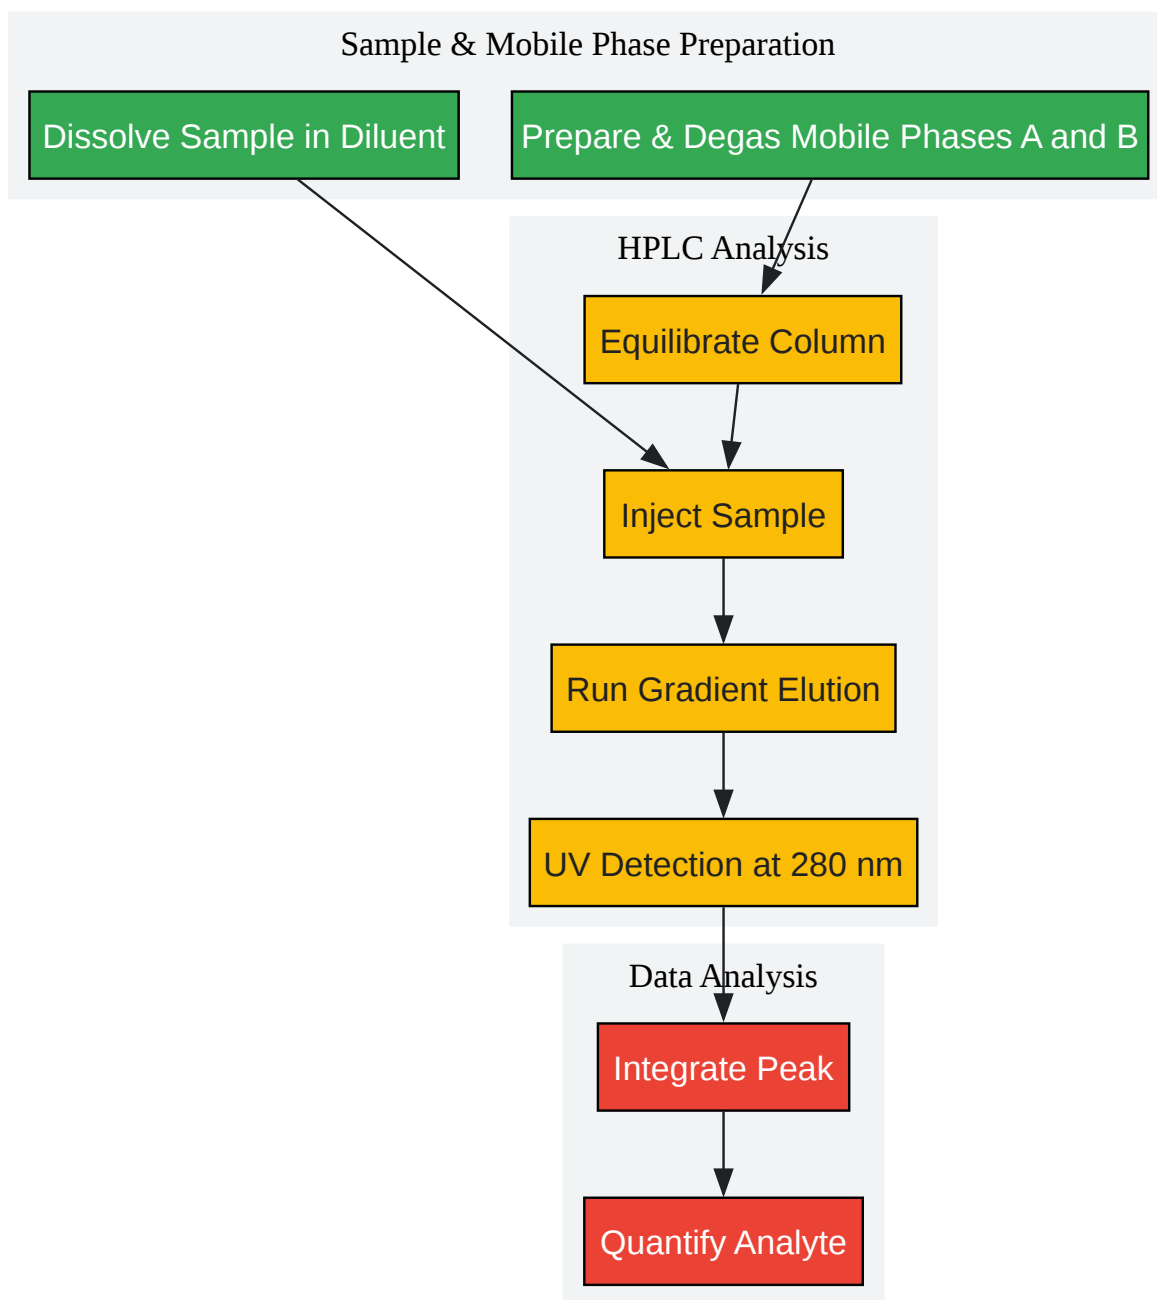 Sample & Mobile Phase Preparation
Dissolve Sample in Diluent
Prepare & Degas Mobile Phases A and B
HPLC Analysis
Equilibrate Column
Inject Sample
Run Gradient Elution
UV Detection at 280 nm
Data Analysis
Integrate Peak
Quantify Analyte